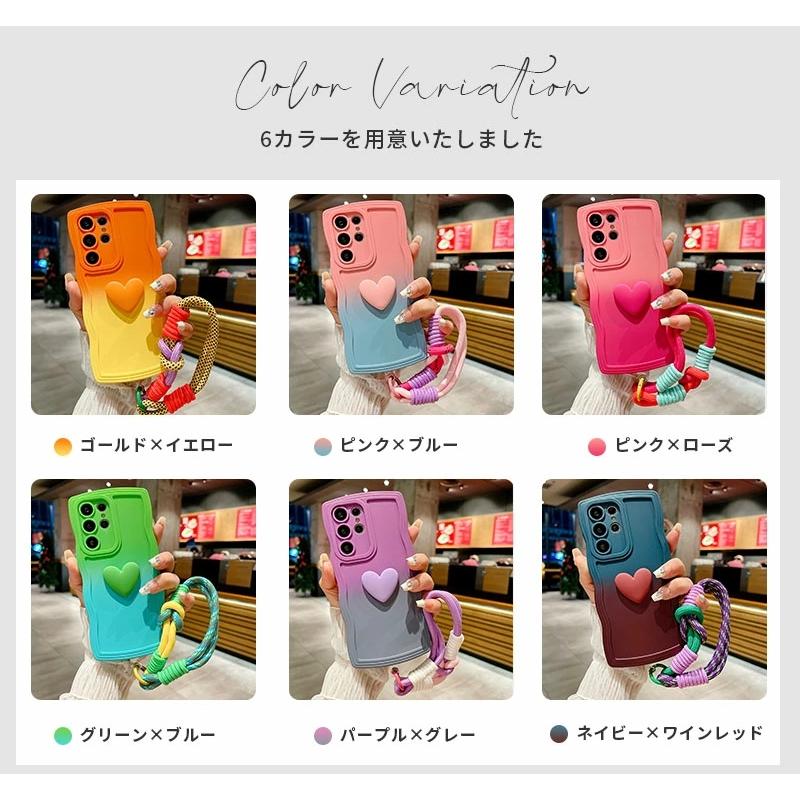 Color Variation
6カラーを用意いたしました
ゴールド×イエロー
ピンク×ブルー
ピンク×ローズ
グリーン×ブルー
パープル×グレー
ネイビー×ワインレッド